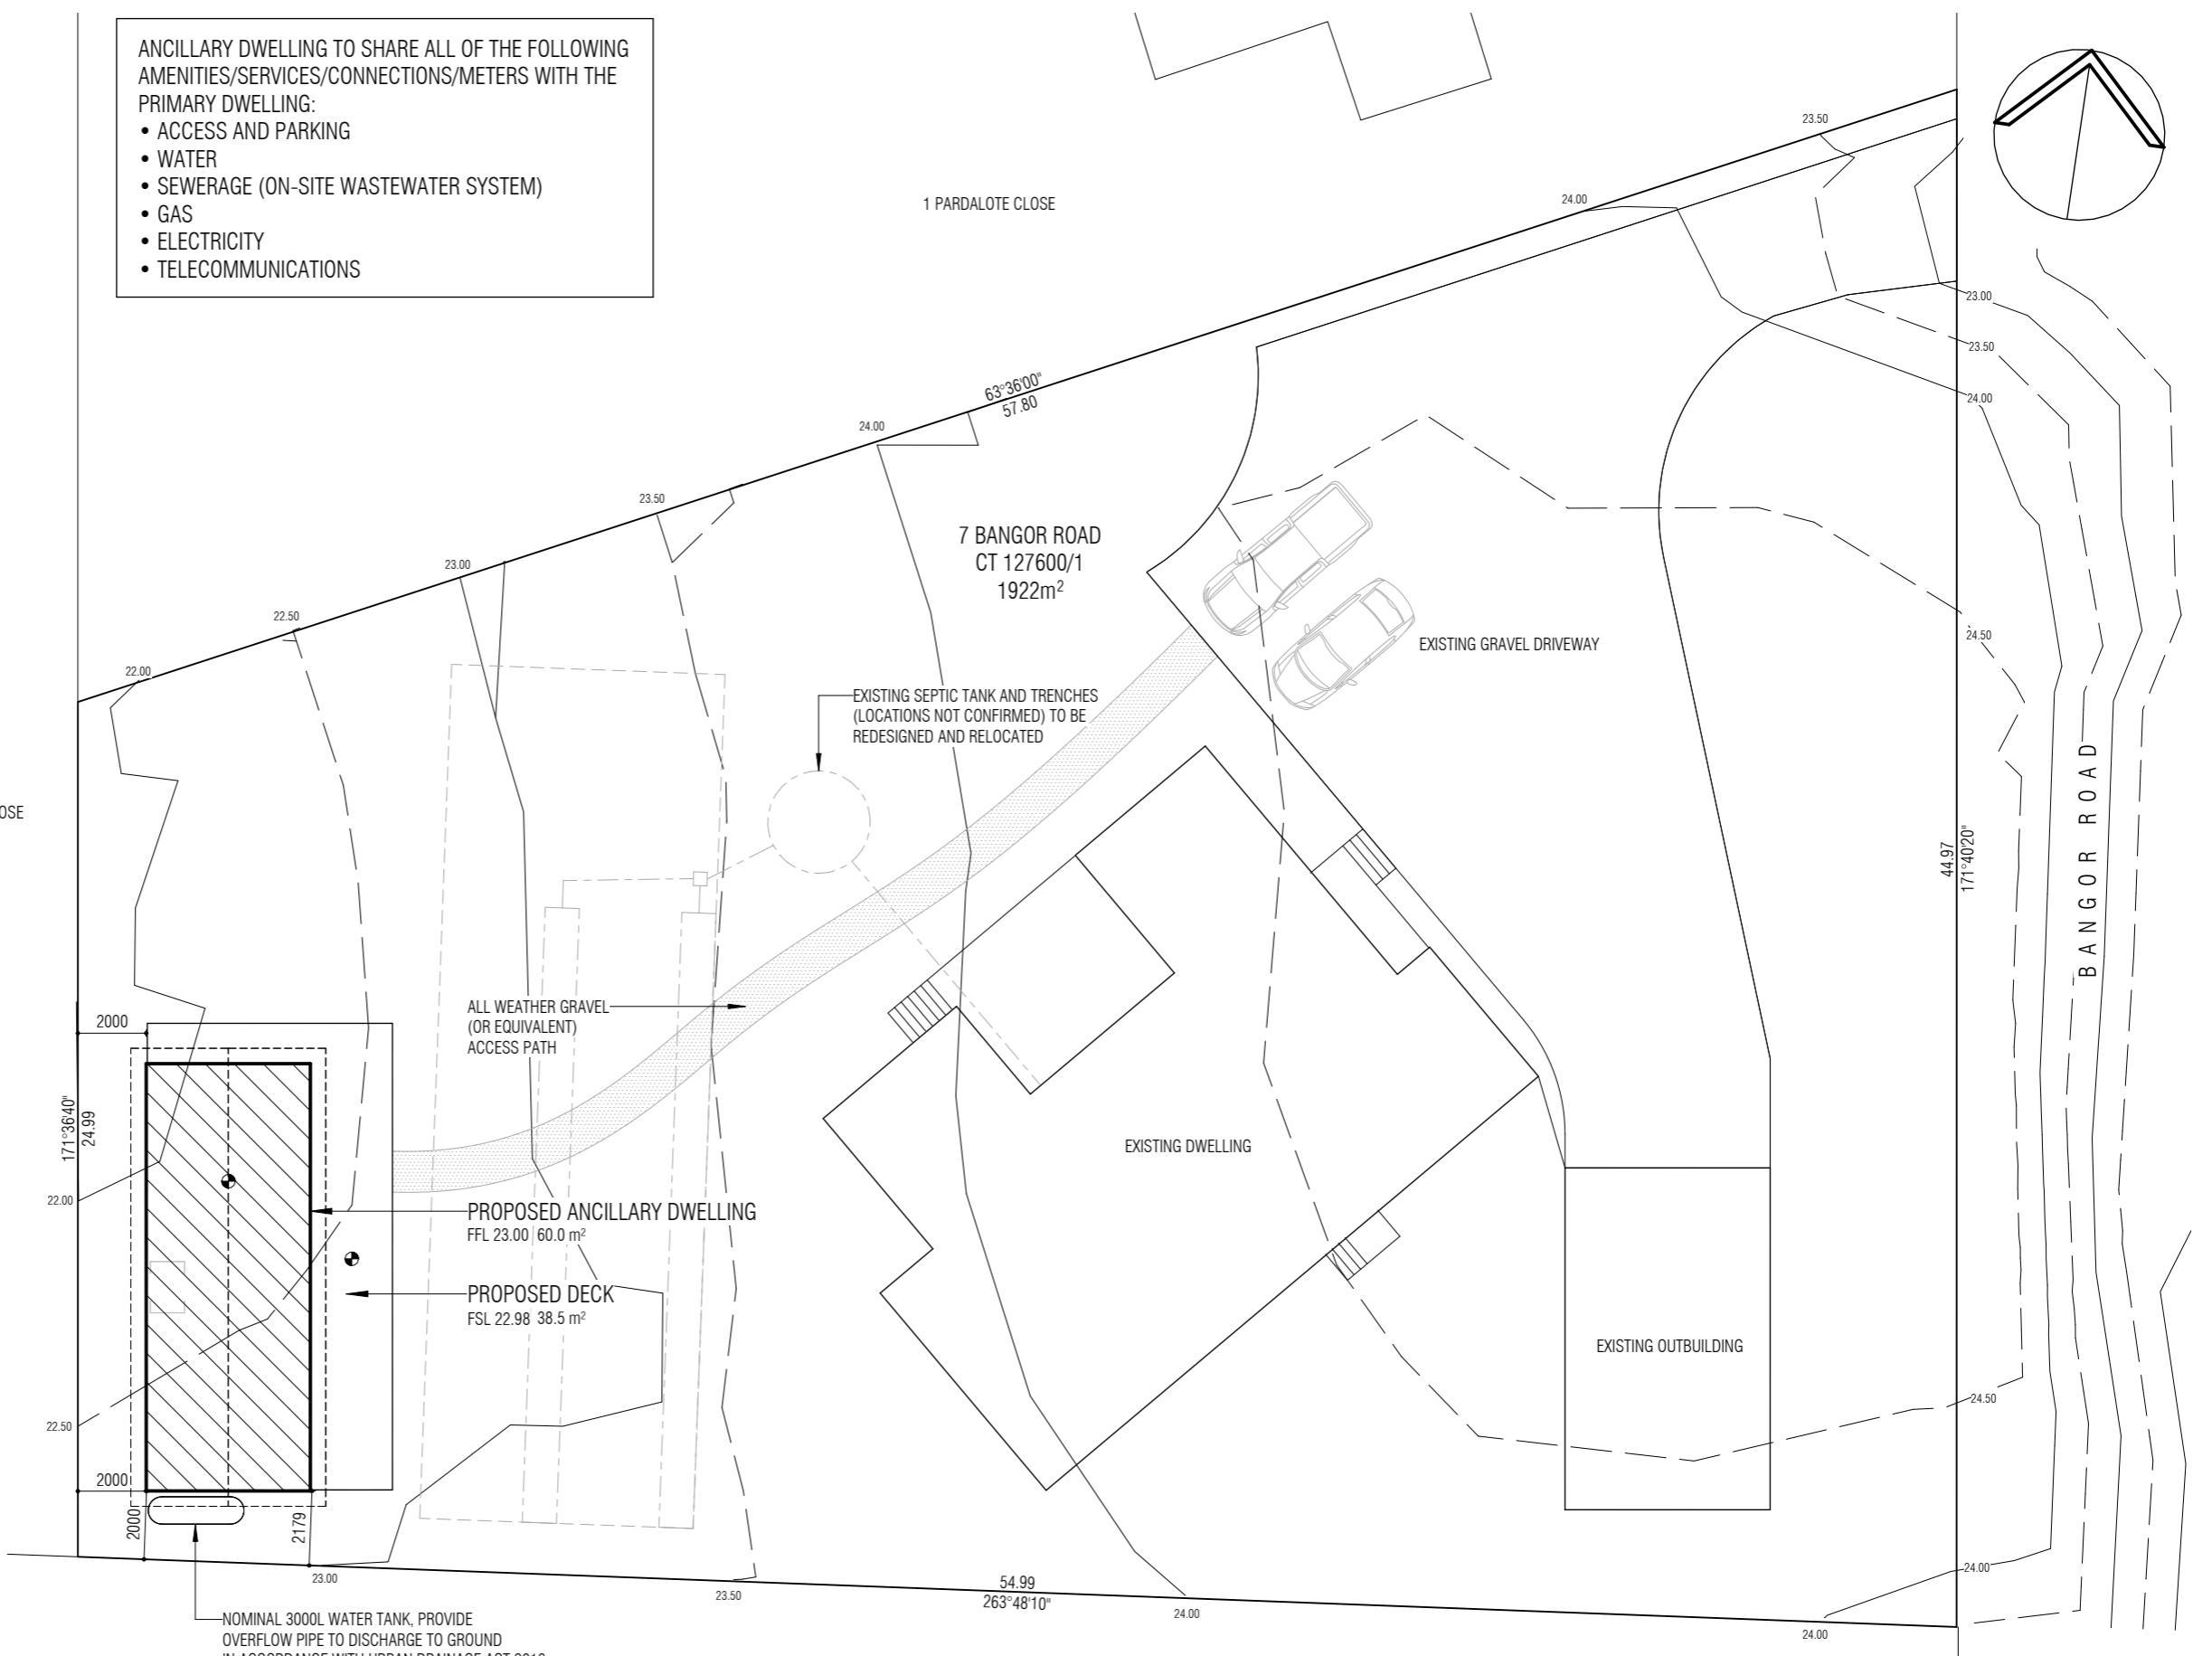 ANCILLARY DWELLING TO SHARE ALL OF THE FOLLOWING
AMENITIES/SERVICES/CONNECTIONS/METERS WITH THE
PRIMARY DWELLING:
• ACCESS AND PARKING
• WATER
• SEWERAGE (ON-SITE WASTEWATER SYSTEM)
• GAS
• ELECTRICITY
• TELECOMMUNICATIONS
1 PARDALOTE CLOSE
23.50
24.00
23.00
23.50
24.00
63°36'00"
57.80
24.00
23.50
23.00
22.50
22.00
7 BANGOR ROAD
CT 127600/1
1922m²
EXISTING GRAVEL DRIVEWAY
24.50
EXISTING SEPTIC TANK AND TRENCHES
(LOCATIONS NOT CONFIRMED) TO BE
REDESIGNED AND RELOCATED
OSE
44.97
171°40'20"
BANGOR ROAD
ALL WEATHER GRAVEL
(OR EQUIVALENT)
ACCESS PATH
2000
171°36'40"
24.99
EXISTING DWELLING
22.00
PROPOSED ANCILLARY DWELLING
FFL 23.00 60.0 m²
PROPOSED DECK
FSL 22.98 38.5 m²
EXISTING OUTBUILDING
22.50
24.50
2000
2000
2179
23.00
23.50
54.99
263°48'10"
24.00
24.00
24.00
NOMINAL 3000L WATER TANK, PROVIDE
OVERFLOW PIPE TO DISCHARGE TO GROUND
IN ACCORDANCE WITH URBAN DRAINAGE ACT